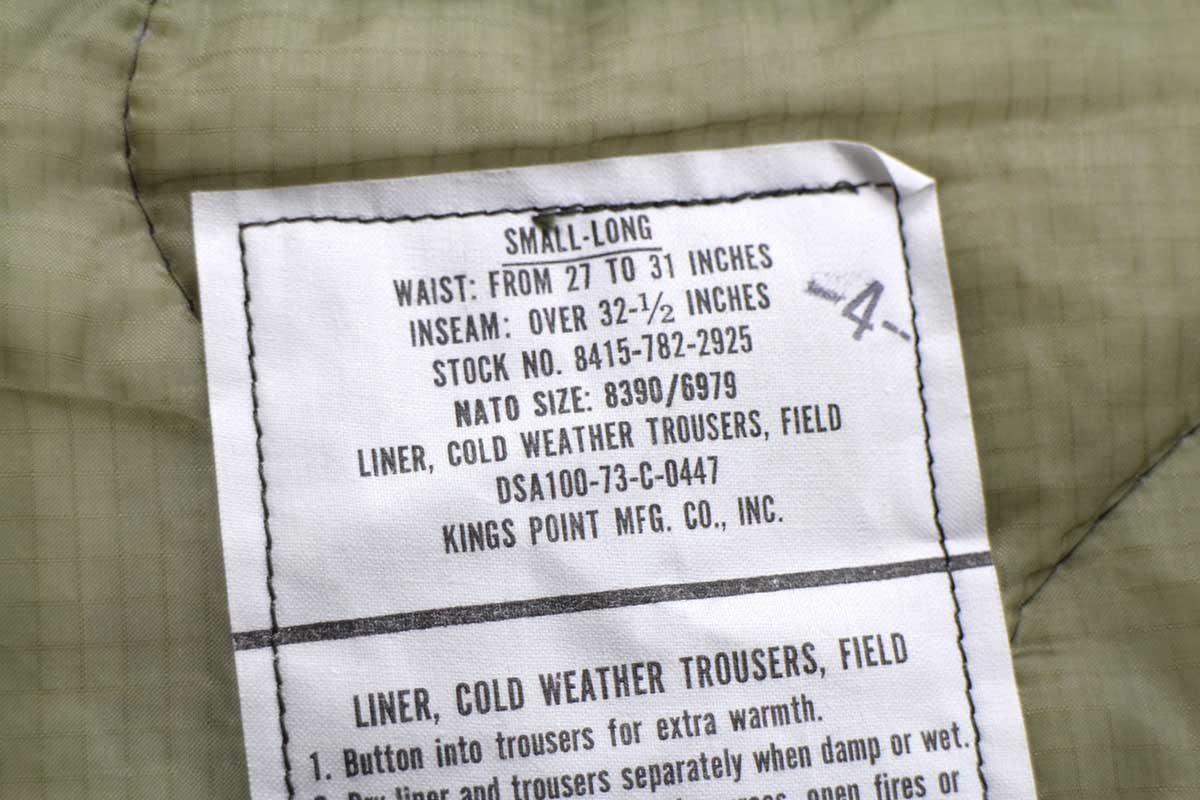 SMALL-LONG
WAIST: FROM 27 TO 31 INCHES
INSEAM: OVER 32-1/2 INCHES
-4-
STOCK NO. 8415-782-2925
NATO SIZE: 8390/6979
LINER, COLD WEATHER TROUSERS, FIELD
DSA100-73-C-0447
KINGS POINT MFG. CO., INC.
LINER, COLD WEATHER TROUSERS, FIELD
1. Button into trousers for extra warmth.
2. Dry liner and trousers separately when damp or wet.
open fires or